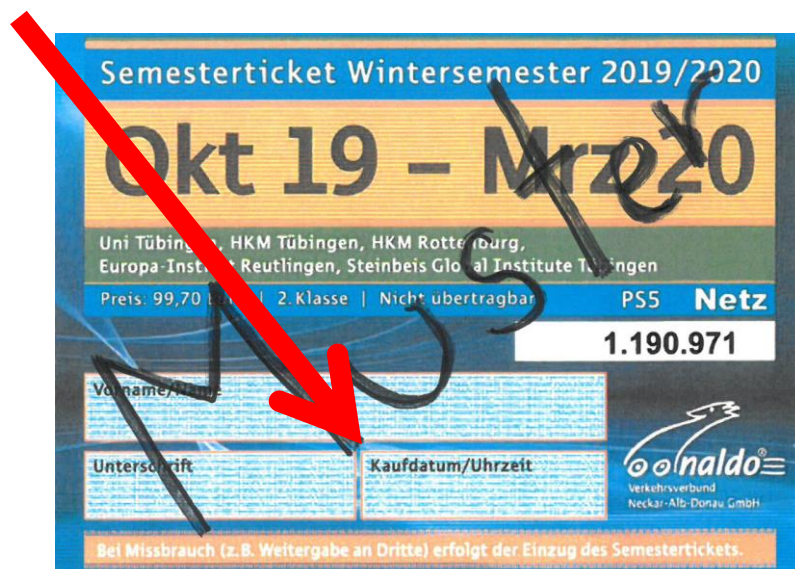 Semesterticket Wintersemester 2019/2020
Okt 19 – Mrz 20
Uni Tübingen, HKM Tübingen, HKM Rottenburg,
Europa-Institut Reutlingen, Steinbeis Global Institute Tübingen
Preis: 99,70 Euro | 2. Klasse | Nicht übertragbar PS5 Netz
1.190.971
Vorname/Name
Unterschrift
Kaufdatum/Uhrzeit
naldo®
Verkehrsverbund
Neckar-Alb-Donau GmbH
Bei Missbrauch (z.B. Weitergabe an Dritte) erfolgt der Einzug des Semestertickets.
Muster